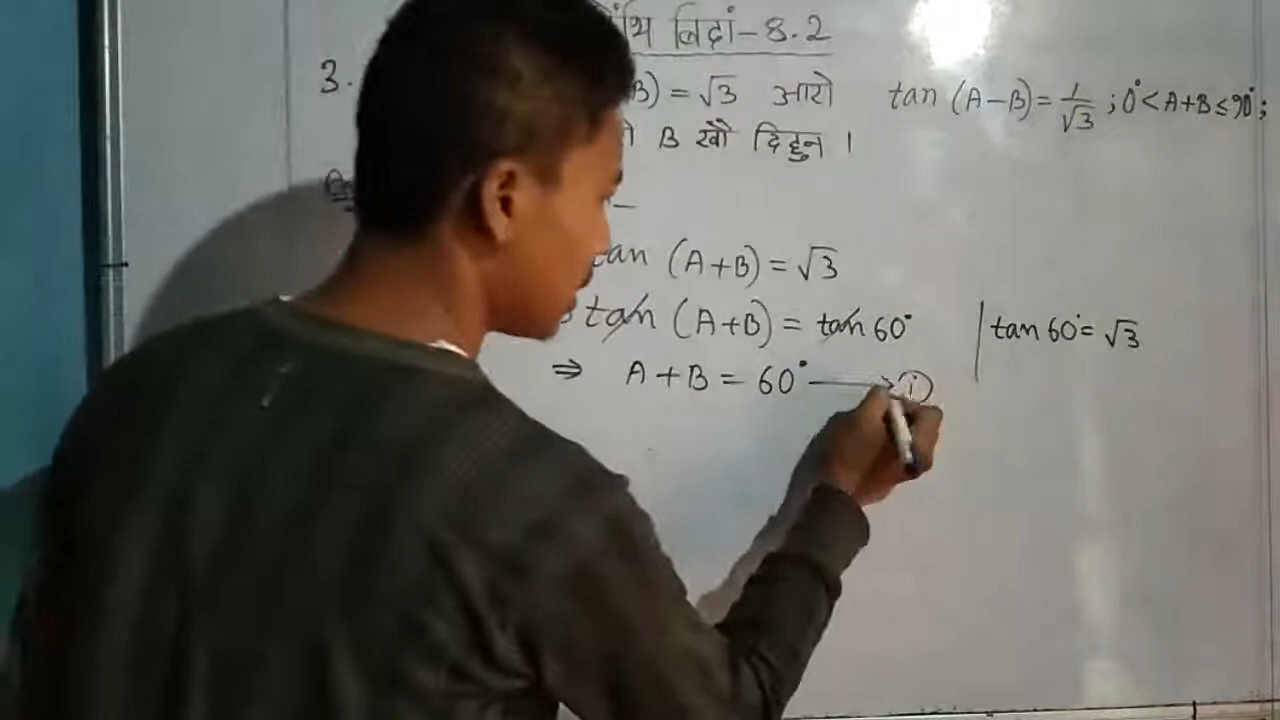 लिदां-8.2
3. B) = √3 आरो tan (A-B) = 1/√3 ; 0° < A+B ≤ 90°;
B खौ दिहुन ।
tan (A+B) = √3
tan (A+B) = tan 60° | tan 60° = √3
⇒ A + B = 60° → (i)